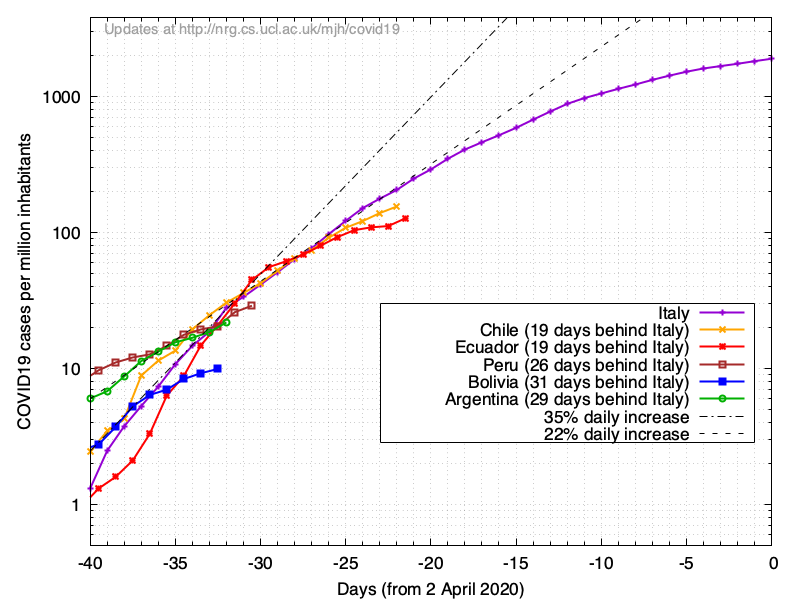 Updates at http://nrg.cs.ucl.ac.uk/mjh/covid19
COVID19 cases per million inhabitants
1000
100
10
1
Italy
Chile (19 days behind Italy)
Ecuador (19 days behind Italy)
Peru (26 days behind Italy)
Bolivia (31 days behind Italy)
Argentina (29 days behind Italy)
35% daily increase
22% daily increase
-40 -35 -30 -25 -20 -15 -10 -5 0
Days (from 2 April 2020)